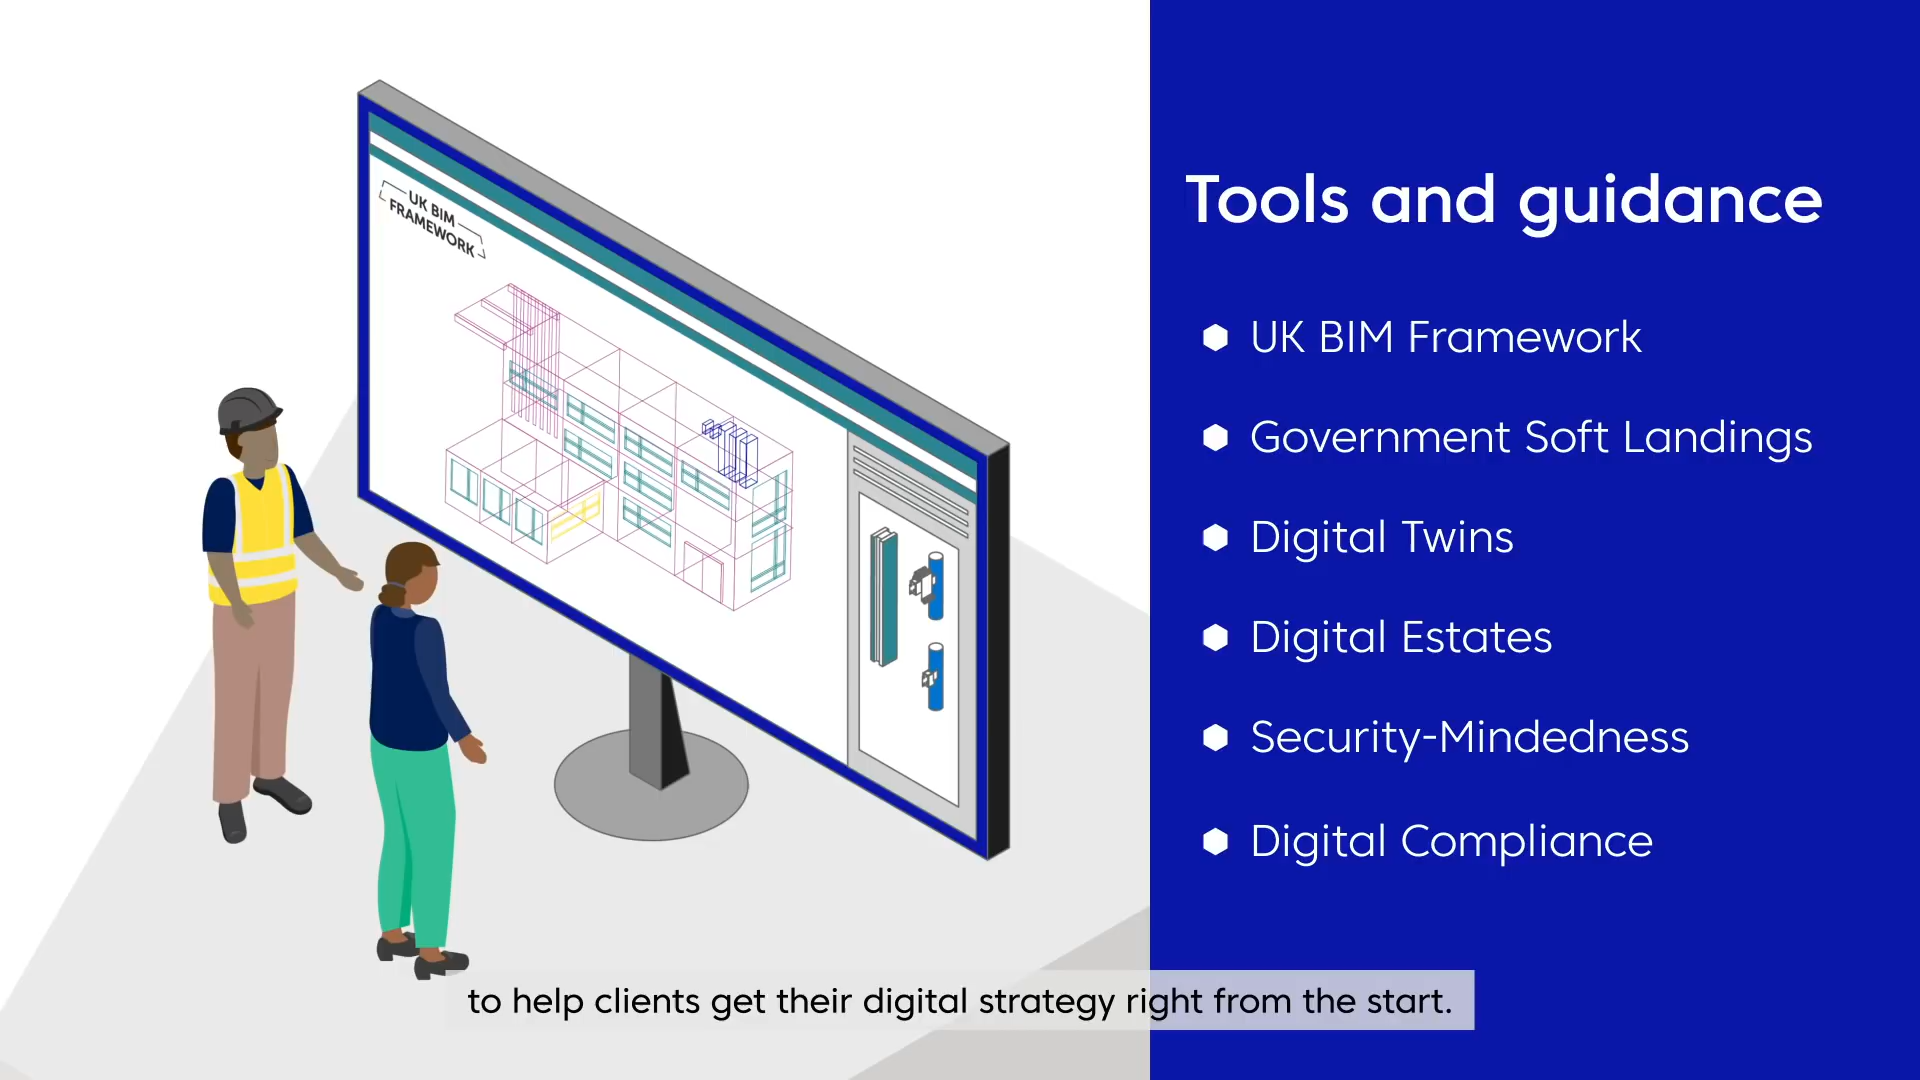 UK BIM
FRAMEWORK
Tools and guidance
UK BIM Framework
Government Soft Landings
Digital Twins
Digital Estates
Security-Mindedness
Digital Compliance
to help clients get their digital strategy right from the start.